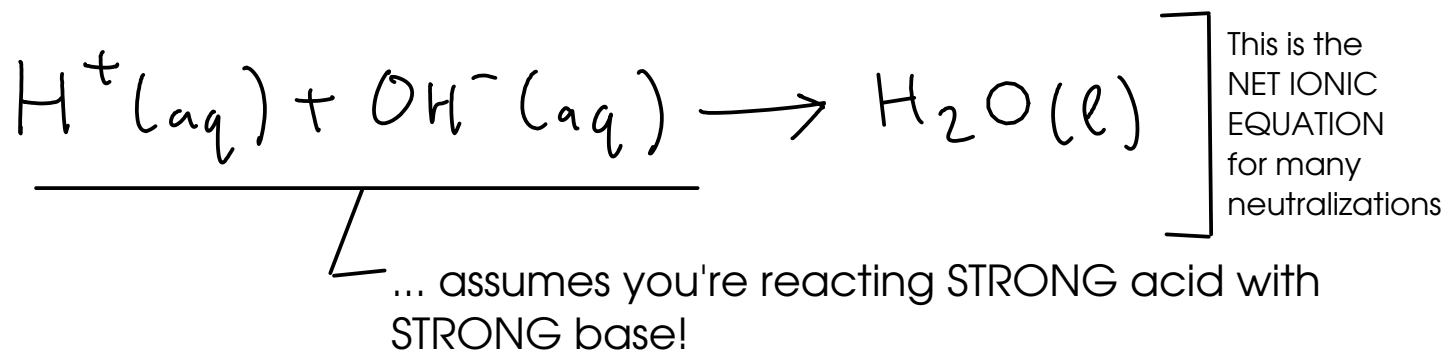 H⁺(aq) + OH⁻(aq) → H₂O(l)
This is the
NET IONIC
EQUATION
for many
neutralizations
... assumes you're reacting STRONG acid with
STRONG base!